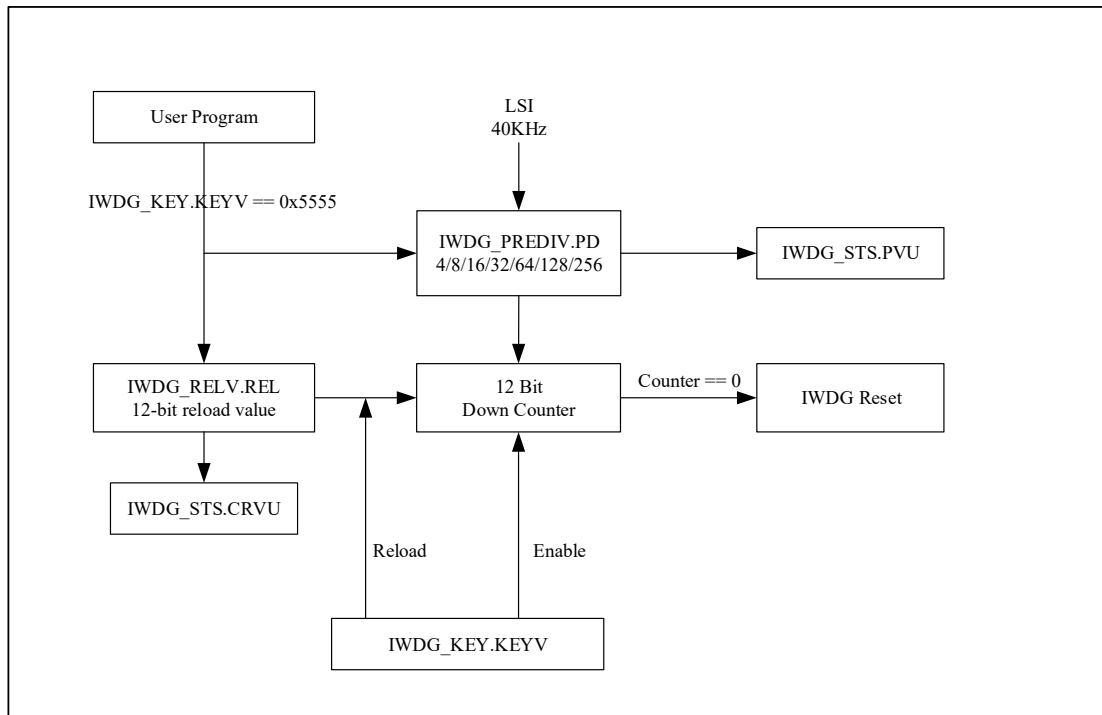 User Program
LSI
40KHz
IWDG_KEY.KEYV == 0x5555
IWDG_PREDIV.PD
4/8/16/32/64/128/256
IWDG_STS.PVU
IWDG_RELV.REL
12-bit reload value
12 Bit
Down Counter
Counter == 0
IWDG Reset
IWDG_STS.CRVU
Reload
Enable
IWDG_KEY.KEYV